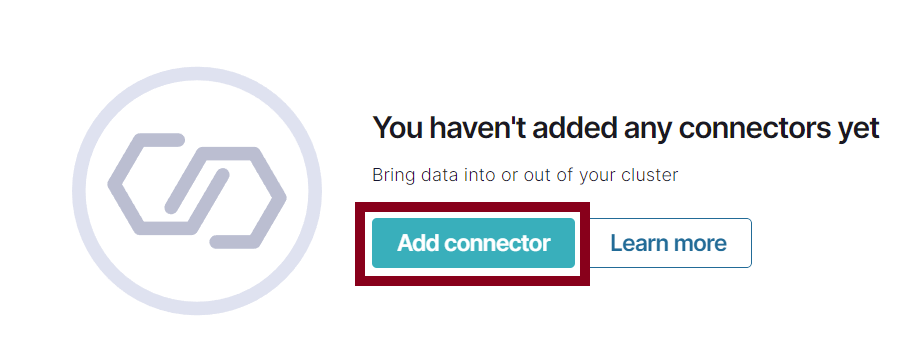 You haven't added any connectors yet
Bring data into or out of your cluster
Add connector
Learn more